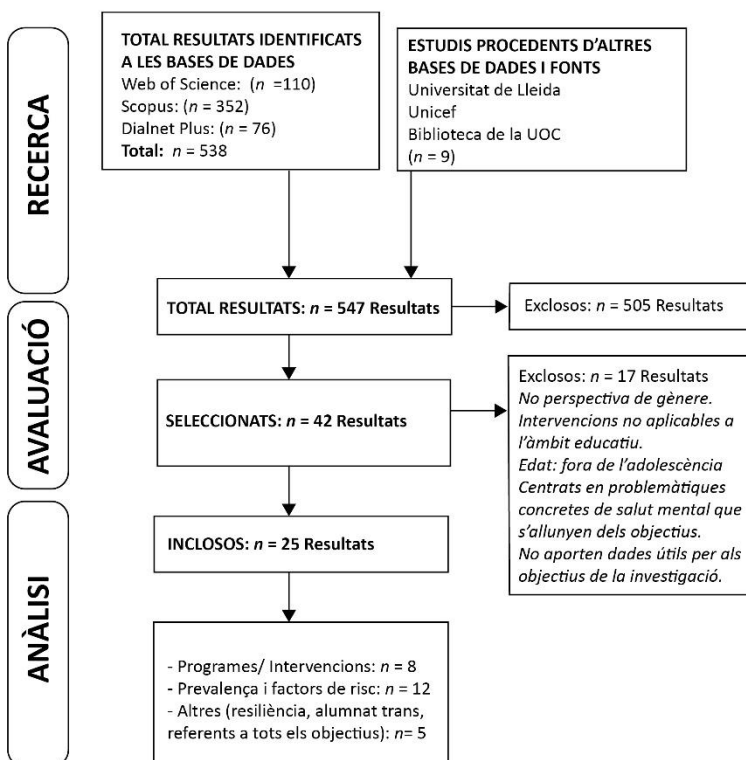 RECERCA
TOTAL RESULTATS IDENTIFICATS
A LES BASES DE DADES
Web of Science: (n =110)
Scopus: (n = 352)
Dialnet Plus: (n = 76)
Total: n = 538
ESTUDIS PROCEDENTS D'ALTRES
BASES DE DADES I FONTS
Universitat de Lleida
Unicef
Biblioteca de la UOC
(n = 9)
AVALUACIÓ
TOTAL RESULTATS: n = 547 Resultats
Exclosos: n = 505 Resultats
SELECCIONATS: n = 42 Resultats
Exclosos: n = 17 Resultats
No perspectiva de gènere.
Intervencions no aplicables a
l'àmbit educatiu.
Edat: fora de l'adolescència
Centrats en problemàtiques
concretes de salut mental que
s'allunyen dels objectius.
No aporten dades útils per als
objectius de la investigació.
ANÀLISI
INCLOSOS: n = 25 Resultats
- Programes/ Intervencions: n = 8
- Prevalença i factors de risc: n = 12
- Altres (resiliència, alumnat trans,
referents a tots els objectius): n= 5